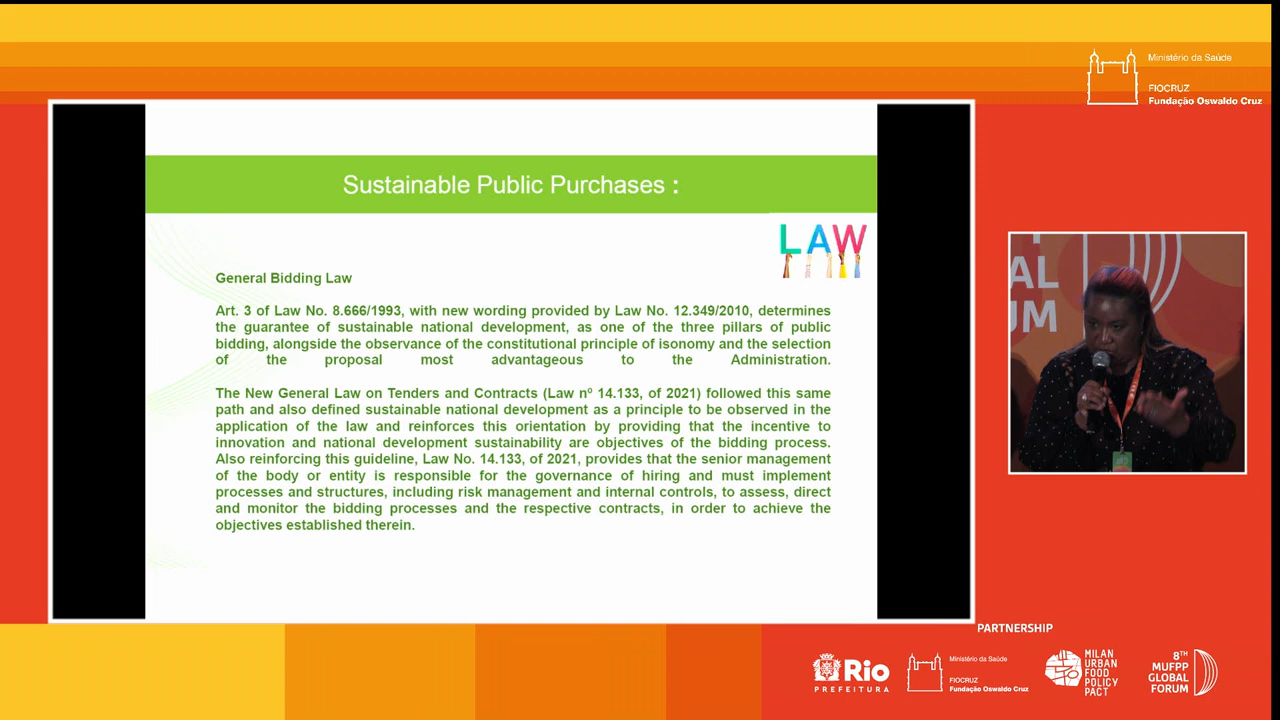 Ministério da Saúde
FIOCRUZ
Fundação Oswaldo Cruz
Sustainable Public Purchases :
LAW
General Bidding Law
Art. 3 of Law No. 8.666/1993, with new wording provided by Law No. 12.349/2010, determines
the guarantee of sustainable national development, as one of the three pillars of public
bidding, alongside the observance of the constitutional principle of isonomy and the selection
of the proposal most advantageous to the Administration.
The New General Law on Tenders and Contracts (Law nº 14.133, of 2021) followed this same
path and also defined sustainable national development as a principle to be observed in the
application of the law and reinforces this orientation by providing that the incentive to
innovation and national development sustainability are objectives of the bidding process.
Also reinforcing this guideline, Law No. 14.133, of 2021, provides that the senior management
of the body or entity is responsible for the governance of hiring and must implement
processes and structures, including risk management and internal controls, to assess, direct
and monitor the bidding processes and the respective contracts, in order to achieve the
objectives established therein.
AL
UM
PARTNERSHIP
Rio
PREFEITURA
Ministério da Saúde
FIOCRUZ
Fundação Oswaldo Cruz
MILAN
URBAN
FOOD
POLICY
PACT
8TH
MUFPP
GLOBAL
FORUM